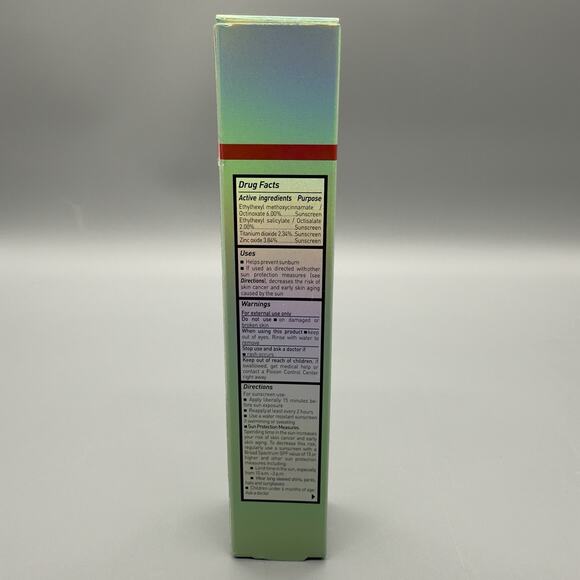 Drug Facts
Active ingredients Purpose
Ethylhexyl methoxycinnamate /
Octinoxate 6.00%......Sunscreen
Ethylhexyl salicylate / Octisalate
2.00%..............Sunscreen
Titanium dioxide 2.34%..Sunscreen
Zinc oxide 3.84%......Sunscreen
Uses
■ Helps prevent sunburn
■ If used as directed with other
sun protection measures (see
Directions), decreases the risk of
skin cancer and early skin aging
caused by the sun
Warnings
For external use only
Do not use ■ on damaged or
broken skin
When using this product ■ keep
out of eyes. Rinse with water to
remove.
Stop use and ask a doctor if
■ rash occurs
Keep out of reach of children. If
swallowed, get medical help or
contact a Poison Control Center
right away.
Directions
For sunscreen use:
■ Apply liberally 15 minutes be-
fore sun exposure
■ Reapply at least every 2 hours
■ Use a water resistant sunscreen
if swimming or sweating
■ Sun Protection Measures.
Spending time in the sun increases
your risk of skin cancer and early
skin aging. To decrease this risk,
regularly use a sunscreen with a
Broad Spectrum SPF value of 15 or
higher and other sun protection
measures including:
■ Limit time in the sun, especially
from 10 a.m. -2 p.m.
■ Wear long sleeved shirts, pants,
hats and sunglasses
■ Children under 6 months of age:
Ask a doctor